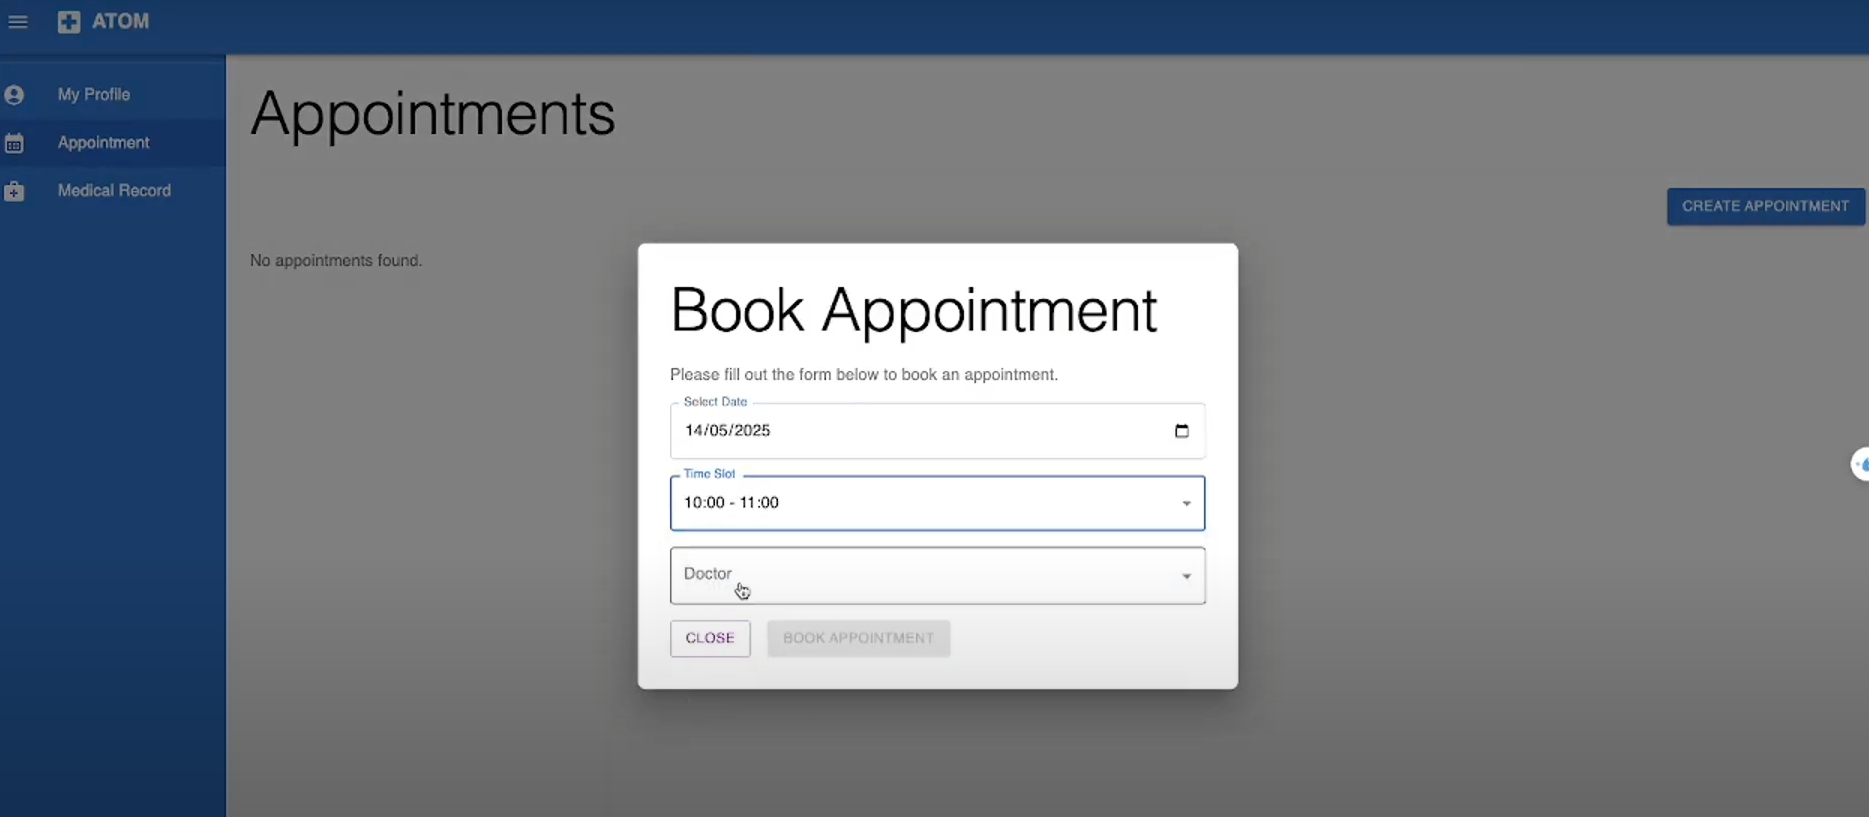 ATOM
My Profile
Appointment
Medical Record
Appointments
CREATE APPOINTMENT
No appointments found.
Book Appointment
Please fill out the form below to book an appointment.
Select Date
14/05/2025
Time Slot
10:00 - 11:00
Doctor
CLOSE
BOOK APPOINTMENT